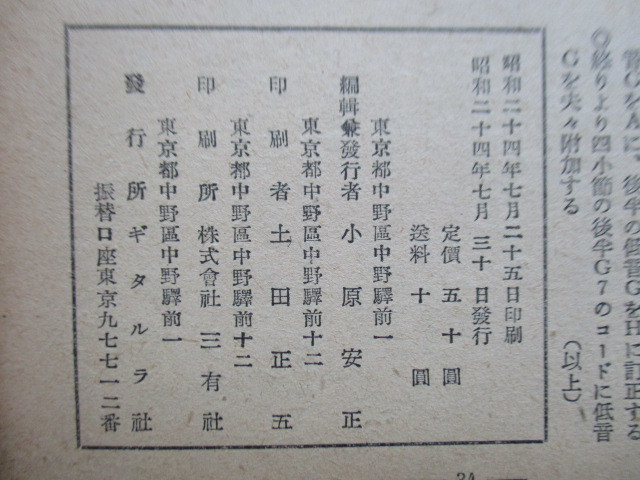 音GをAに、後半の低音GをHに訂正する
◎終りより四小節の後半G7のコードに低音
Gを夫々附加する
(以上)
昭和二十四年七月二十五日印刷
昭和二十四年七月三十日發行
定價五十圓
送料十圓
東京都中野區中野驛前一
編輯兼發行者 小原安正
東京都中野區中野驛前十二
印刷者 土田正五
東京都中野區中野驛前十二
印刷所 株式會社三有社
東京都中野區中野驛前一
發行所 ギタルラ社
振替口座東京九七七一二番
34